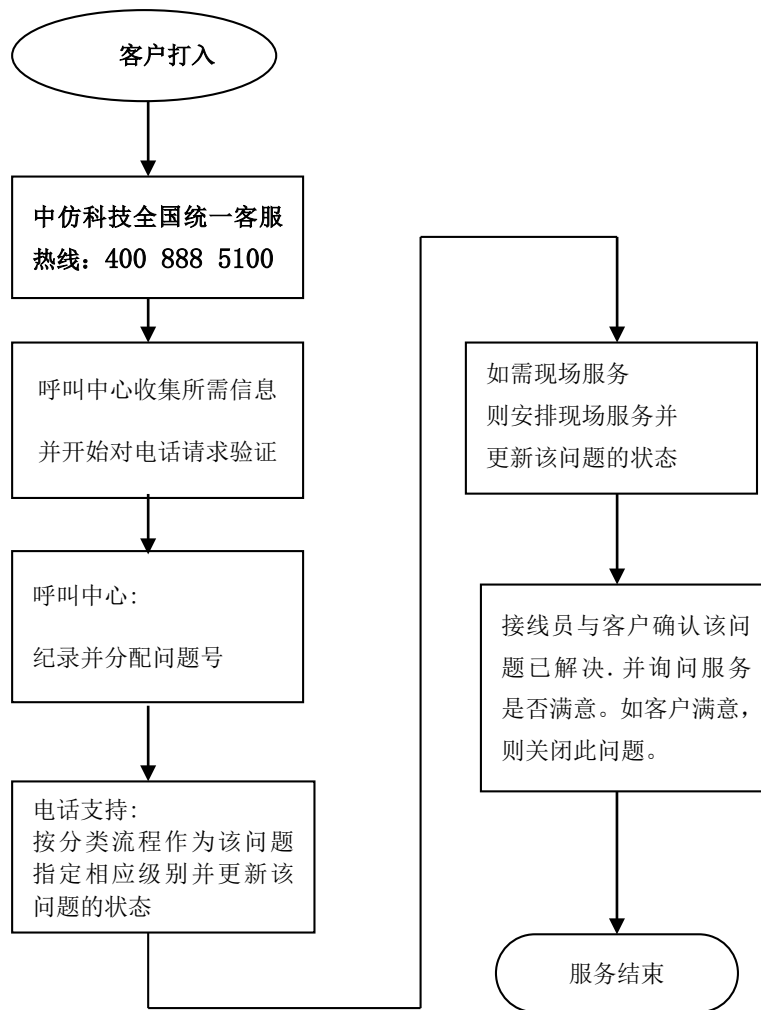 客户打入
中仿科技全国统一客服
热线：400 888 5100
呼叫中心收集所需信息
并开始对电话请求验证
呼叫中心:
纪录并分配问题号
电话支持:
按分类流程作为该问题
指定相应级别并更新该
问题的状态
如需现场服务
则安排现场服务并
更新该问题的状态
接线员与客户确认该问
题已解决.并询问服务
是否满意。如客户满意，
则关闭此问题。
服务结束